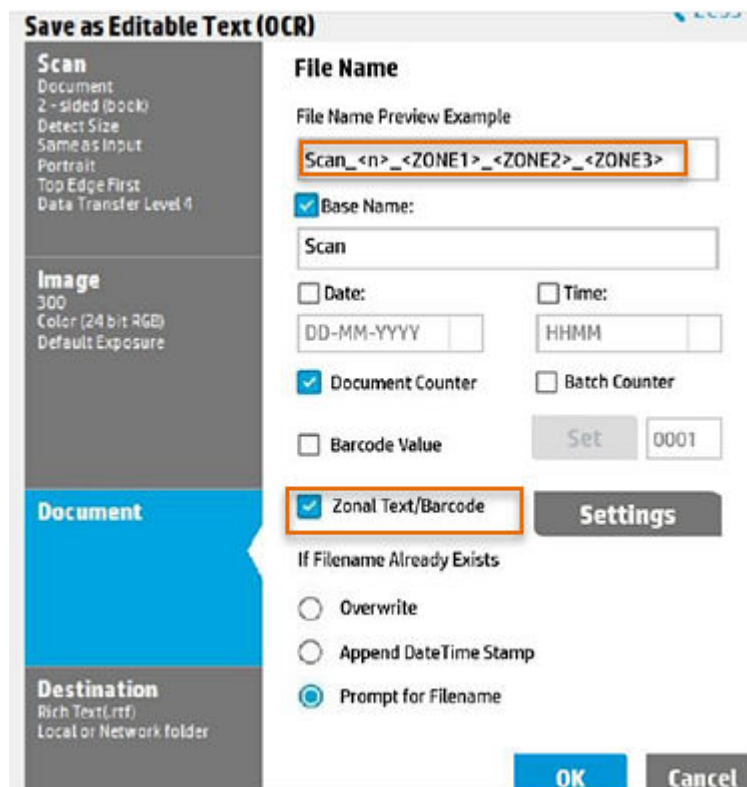 Save as Editable Text (OCR)
Scan
Document
2 - sided (book)
Detect Size
Same as Input
Portrait
Top Edge First
Data Transfer Level 4
Image
300
Color (24 bit RGB)
Default Exposure
Document
Destination
Rich Text(.rtf)
Local or Network folder
File Name
File Name Preview Example
Scan_<n>_<ZONE1>_<ZONE2>_<ZONE3>
Base Name:
Scan
Date: Time:
DD-MM-YYYY HHMM
Document Counter Batch Counter
Barcode Value Set 0001
Zonal Text/Barcode Settings
If Filename Already Exists
Overwrite
Append DateTime Stamp
Prompt for Filename
OK Cancel